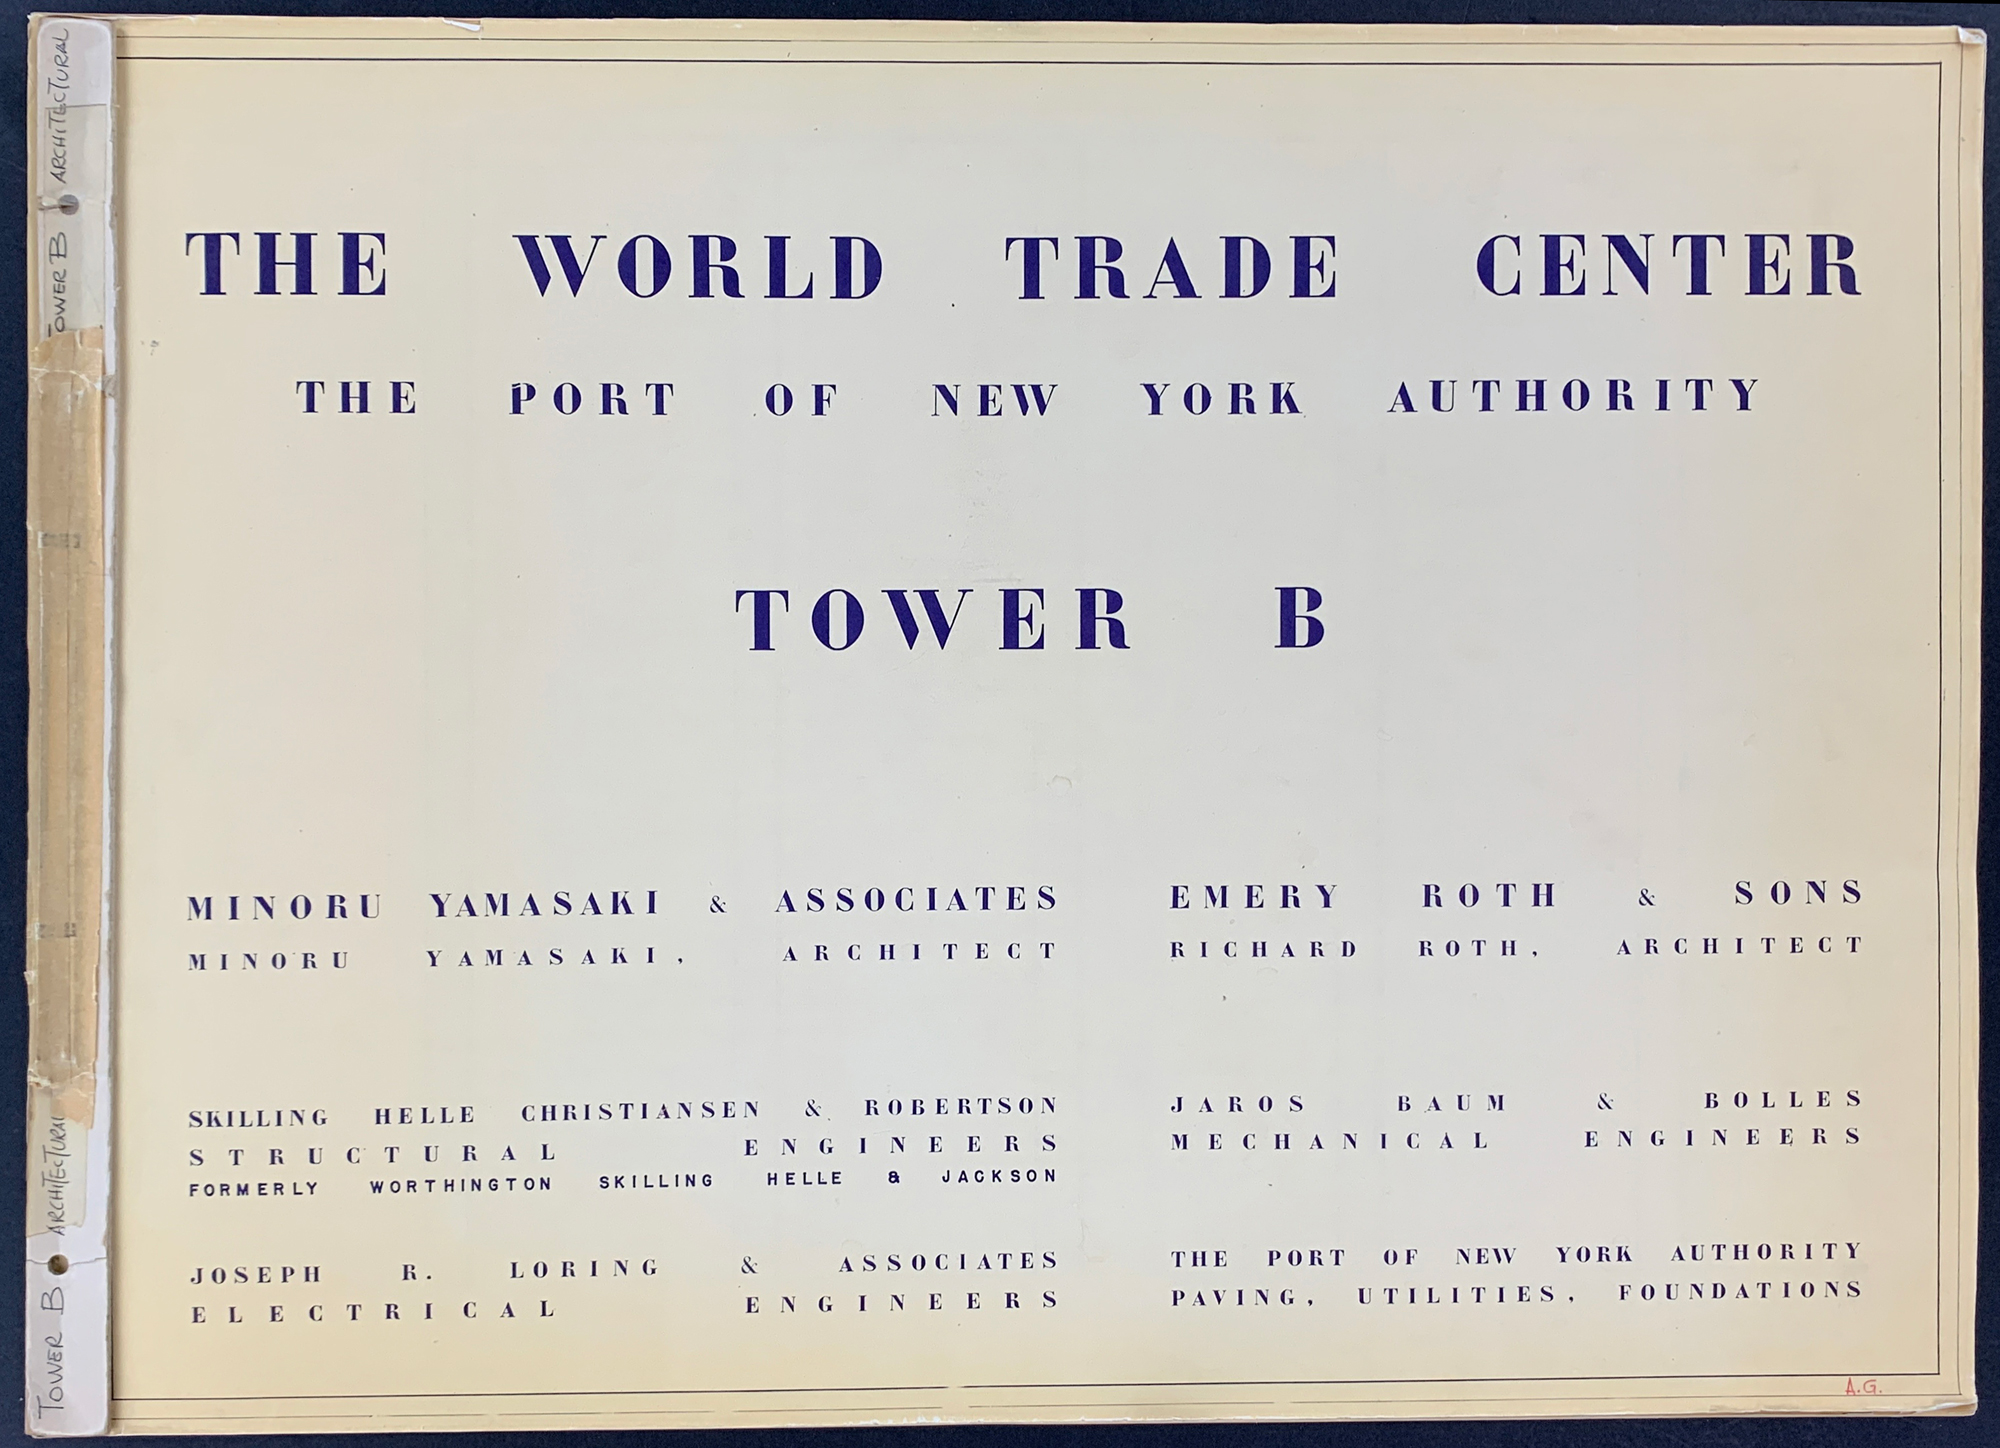 THE WORLD TRADE CENTER
THE PORT OF NEW YORK AUTHORITY
TOWER B
MINORU YAMASAKI & ASSOCIATES
MINORU YAMASAKI, ARCHITECT
EMERY ROTH & SONS
RICHARD ROTH, ARCHITECT
SKILLING HELLE CHRISTIANSEN & ROBERTSON
STRUCTURAL ENGINEERS
FORMERLY WORTHINGTON SKILLING HELLE & JACKSON
JAROS BAUM & BOLLES
MECHANICAL ENGINEERS
JOSEPH R. LORING & ASSOCIATES
ELECTRICAL ENGINEERS
THE PORT OF NEW YORK AUTHORITY
PAVING, UTILITIES, FOUNDATIONS
A.G.
TOWER B ARCHITECTURAL
TOWER B ARCHITECTURAL